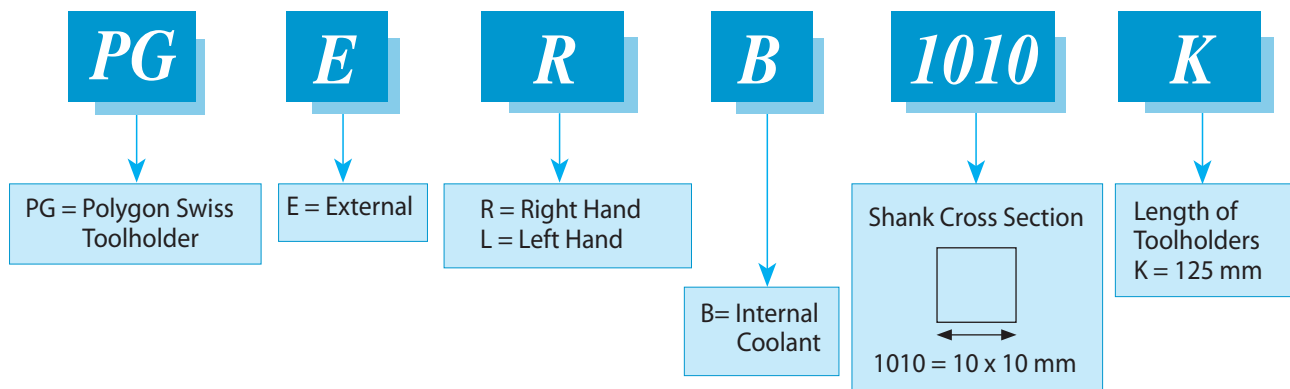 PG E R B 1010 K
PG = Polygon Swiss
Toolholder
E = External
R = Right Hand
L = Left Hand
B= Internal
Coolant
Shank Cross Section
1010 = 10 x 10 mm
Length of
Toolholders
K = 125 mm